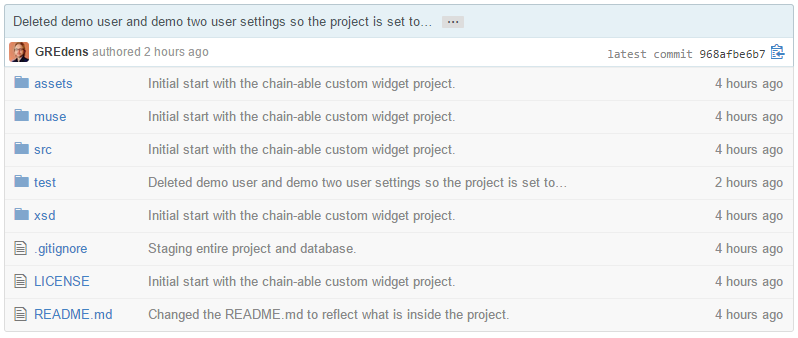 Deleted demo user and demo two user settings so the project is set to… ...
GREdens authored 2 hours ago latest commit 968afbe6b7
assets Initial start with the chain-able custom widget project. 4 hours ago
muse Initial start with the chain-able custom widget project. 4 hours ago
src Initial start with the chain-able custom widget project. 4 hours ago
test Deleted demo user and demo two user settings so the project is set to… 2 hours ago
xsd Initial start with the chain-able custom widget project. 4 hours ago
.gitignore Staging entire project and database. 4 hours ago
LICENSE Initial start with the chain-able custom widget project. 4 hours ago
README.md Changed the README.md to reflect what is inside the project. 4 hours ago